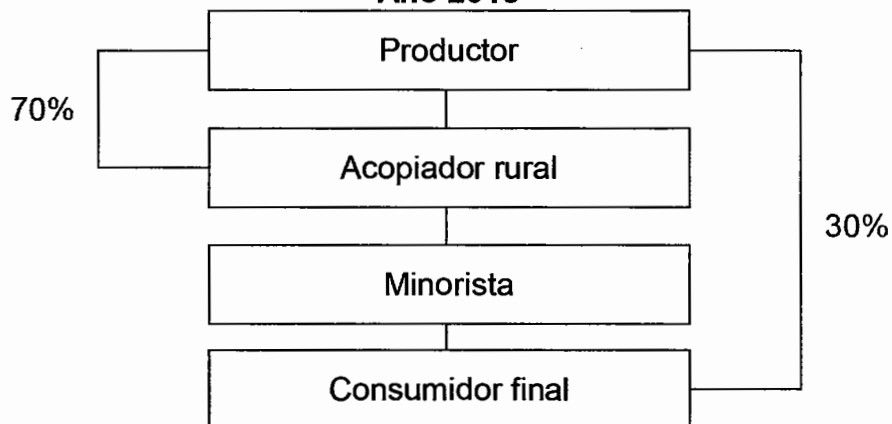 Productor
70%
Acopiador rural
30%
Minorista
Consumidor final